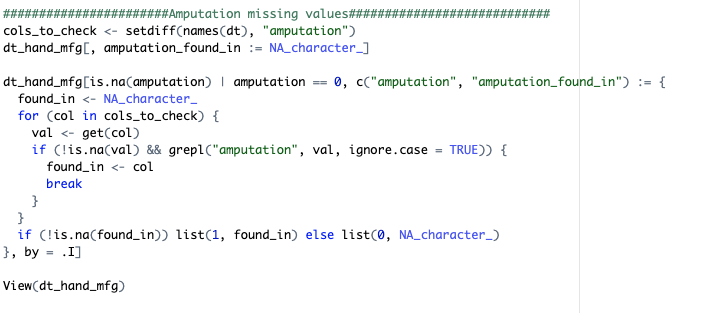 ########################Amputation missing values#############################
cols_to_check <- setdiff(names(dt), "amputation")
dt_hand_mfg[, amputation_found_in := NA_character_]
dt_hand_mfg[is.na(amputation) | amputation == 0, c("amputation", "amputation_found_in") := {
  found_in <- NA_character_
  for (col in cols_to_check) {
    val <- get(col)
    if (!is.na(val) && grepl("amputation", val, ignore.case = TRUE)) {
      found_in <- col
      break
    }
  }
  if (!is.na(found_in)) list(1, found_in) else list(0, NA_character_)
}, by = .I]
View(dt_hand_mfg)